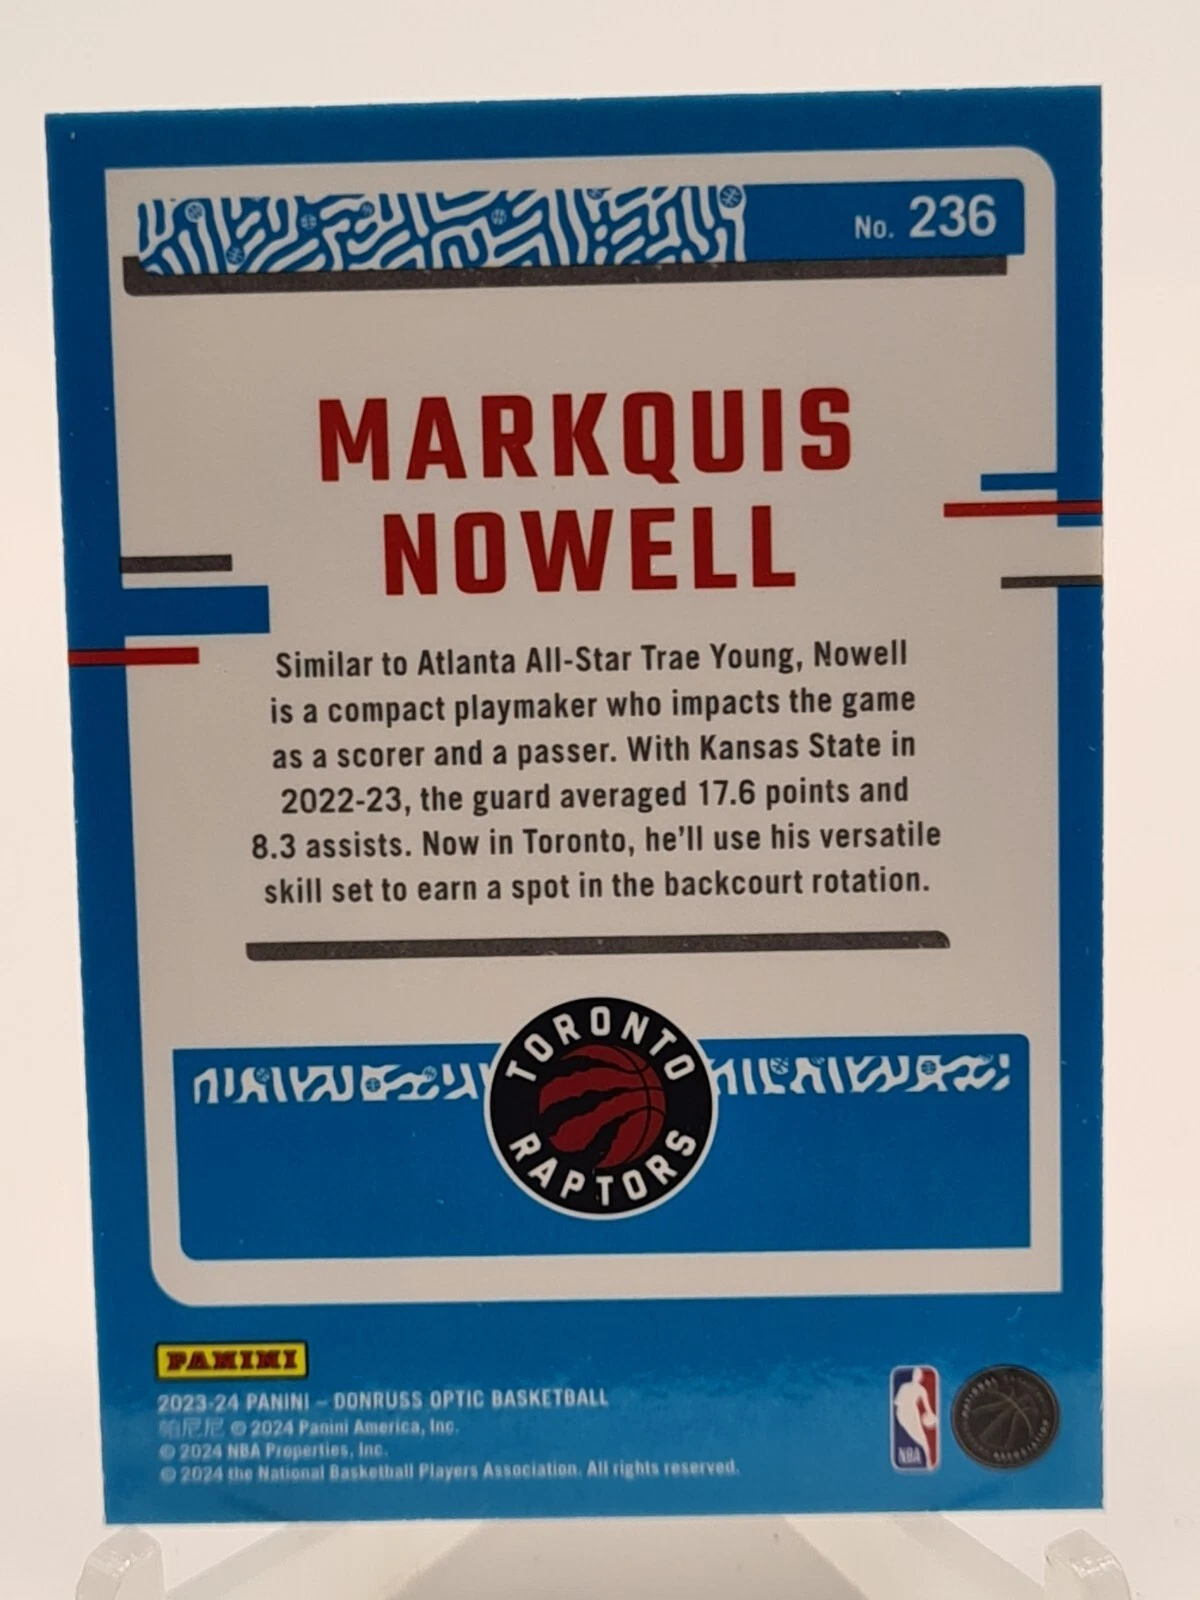 No. 236
MARKQUIS
NOWELL
Similar to Atlanta All-Star Trae Young, Nowell
is a compact playmaker who impacts the game
as a scorer and a passer. With Kansas State in
2022-23, the guard averaged 17.6 points and
8.3 assists. Now in Toronto, he'll use his versatile
skill set to earn a spot in the backcourt rotation.
TORONTO
RAPTORS
PANINI
2023-24 PANINI – DONRUSS OPTIC BASKETBALL
帕尼尼 © 2024 Panini America, Inc.
© 2024 NBA Properties, Inc.
© 2024 the National Basketball Players Association. All rights reserved.
NBA